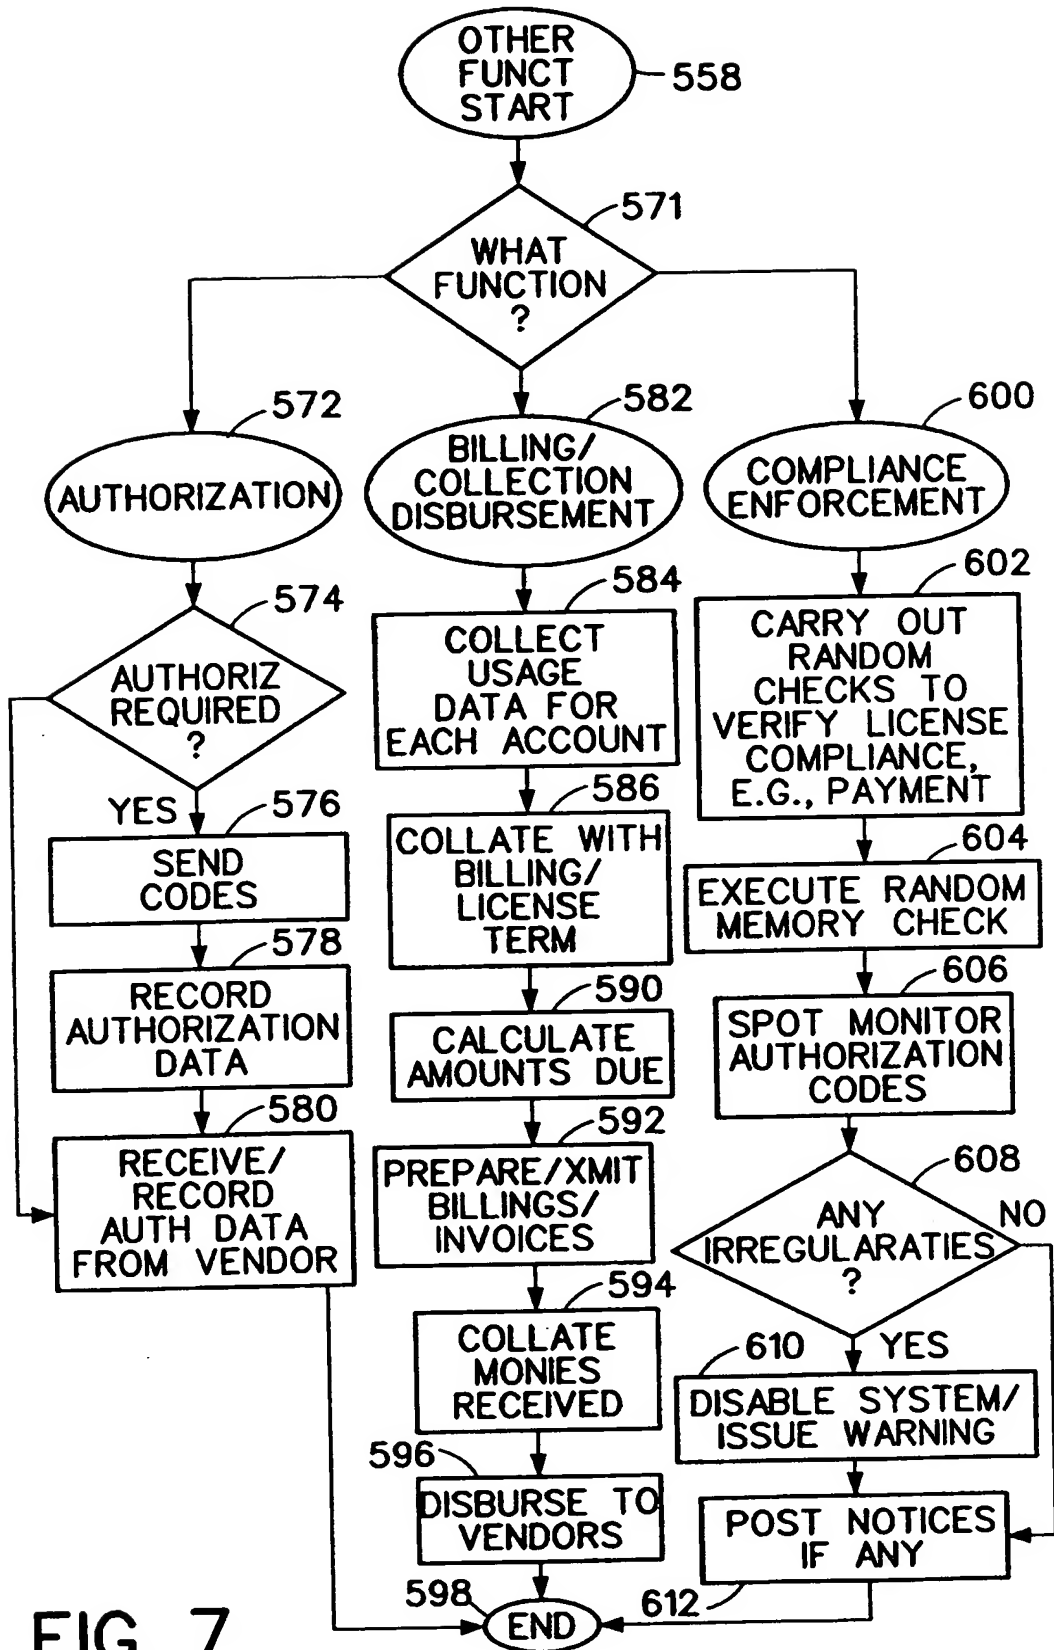 OTHER
FUNCT
START
558
571
WHAT
FUNCTION
?
572
AUTHORIZATION
574
AUTHORIZ
REQUIRED
?
YES
576
SEND
CODES
578
RECORD
AUTHORIZATION
DATA
580
RECEIVE/
RECORD
AUTH DATA
FROM VENDOR
582
BILLING/
COLLECTION
DISBURSEMENT
584
COLLECT
USAGE
DATA FOR
EACH ACCOUNT
586
COLLATE WITH
BILLING/
LICENSE
TERM
590
CALCULATE
AMOUNTS DUE
592
PREPARE/XMIT
BILLINGS/
INVOICES
594
COLLATE
MONIES
RECEIVED
596
DISBURSE TO
VENDORS
598
END
600
COMPLIANCE
ENFORCEMENT
602
CARRY OUT
RANDOM
CHECKS TO
VERIFY LICENSE
COMPLIANCE,
E.G., PAYMENT
604
EXECUTE RANDOM
MEMORY CHECK
606
SPOT MONITOR
AUTHORIZATION
CODES
608
ANY
IRREGULARATIES
?
NO
YES
610
DISABLE SYSTEM/
ISSUE WARNING
POST NOTICES
IF ANY
612
FIG. 7